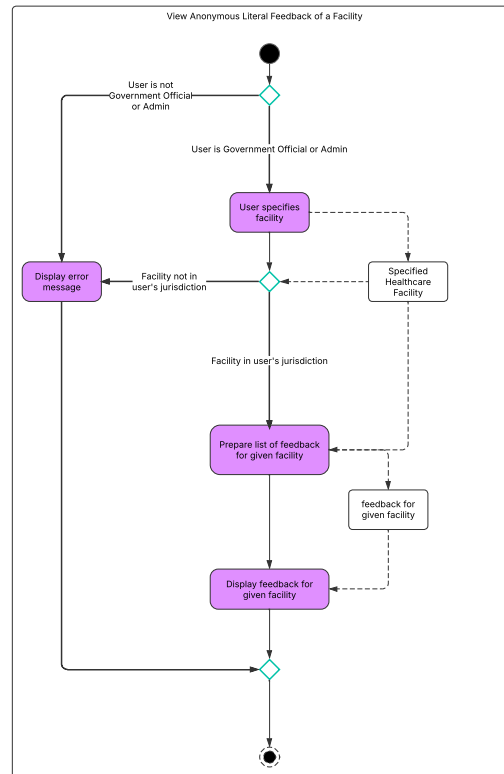 View Anonymous Literal Feedback of a Facility
User is not
Government Official
or Admin
User is Government Official or Admin
User specifies
facility
Display error
message
Facility not in
user's jurisdiction
Specified
Healthcare
Facility
Facility in user's jurisdiction
Prepare list of feedback
for given facility
feedback for
given facility
Display feedback for
given facility